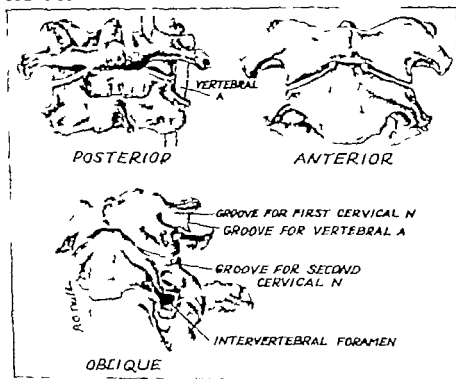 VERTEBRAL
A
POSTERIOR
ANTERIOR
GROOVE FOR FIRST CERVICAL N
GROOVE FOR VERTEBRAL A
GROOVE FOR SECOND
CERVICAL N
INTERVERTEBRAL FORAMEN
OBLIQUE